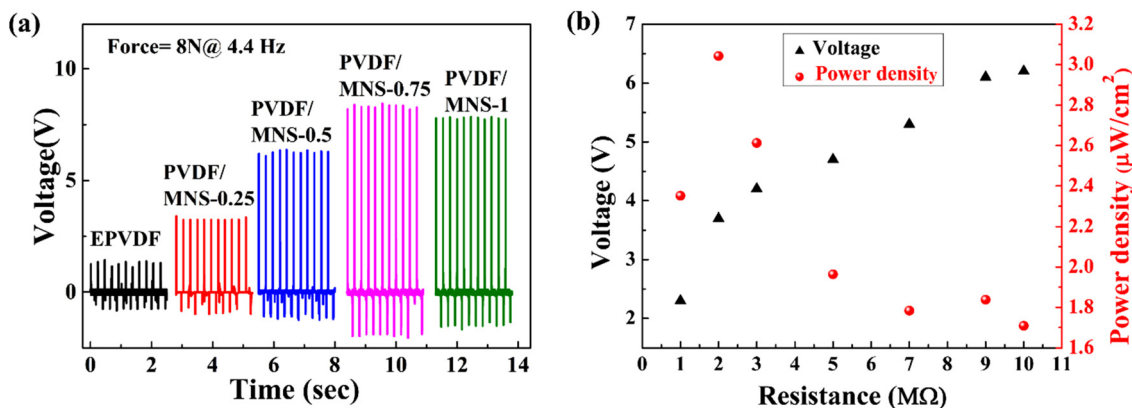 (a)
Force= 8N@ 4.4 Hz
Voltage(V)
10
5
0
EPVDF
PVDF/
MNS-0.25
PVDF/
MNS-0.5
PVDF/
MNS-0.75
PVDF/
MNS-1
0 2 4 6 8 10 12 14
Time (sec)
(b)
Voltage
Power density
Voltage (V)
7
6
5
4
3
2
0 1 2 3 4 5 6 7 8 9 10 11
Resistance (MΩ)
3.2
3.0
2.8
2.6
2.4
2.2
2.0
1.8
1.6
Power density (μW/cm²)